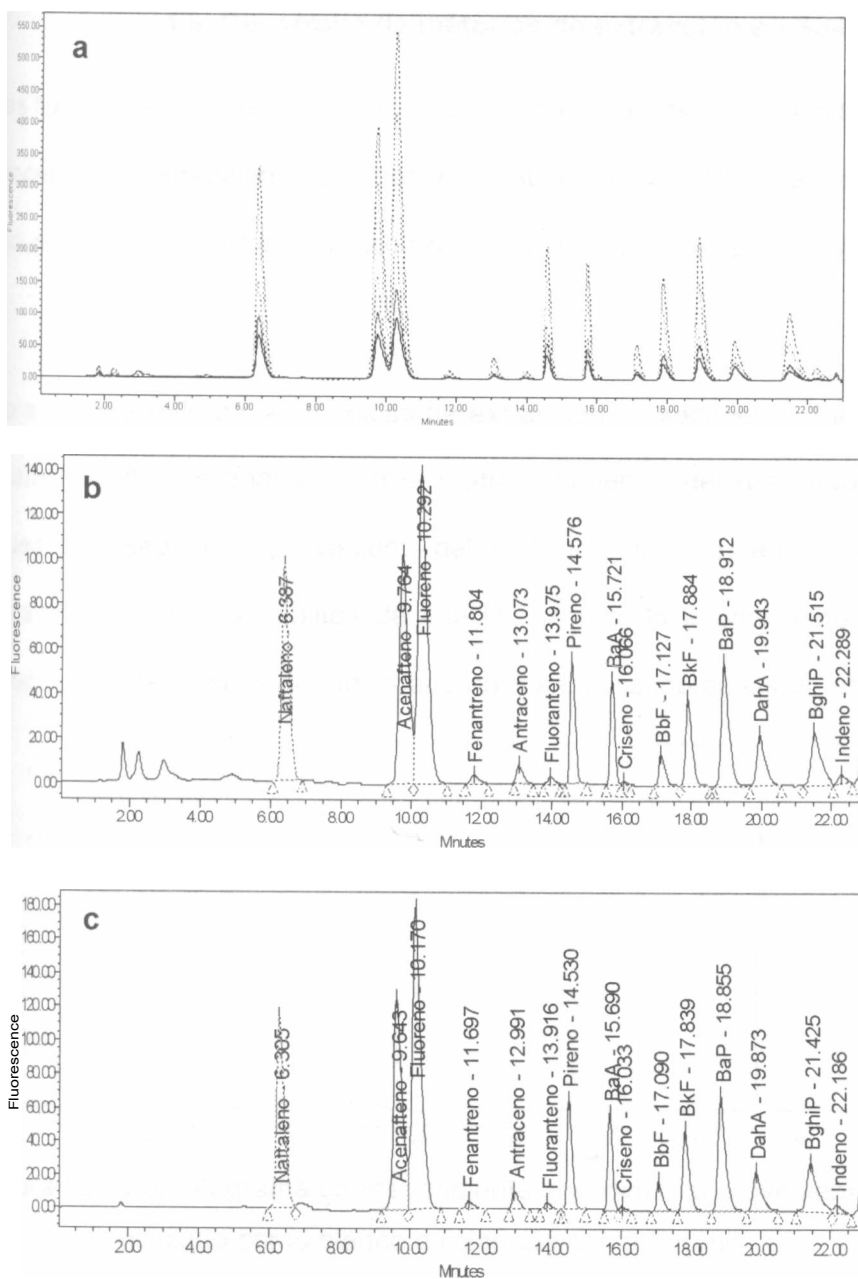 a
550.00
500.00
450.00
400.00
350.00
300.00
250.00
200.00
150.00
100.00
50.00
0.00
Fluorescence
2.00 4.00 6.00 8.00 10.00 12.00 14.00 16.00 18.00 20.00 22.00
Minutes
b
140.00
120.00
100.00
80.00
60.00
40.00
20.00
0.00
Fluorescence
Naftaleno - 6.387
Acenafteno - 9.764
Fluoreno - 10.292
Fenantreno - 11.804
Antraceno - 13.073
Fluoranteno - 13.975
Pireno - 14.576
BaA - 15.721
Criseno - 16.066
BbF - 17.127
BkF - 17.884
BaP - 18.912
DahA - 19.943
BghiP - 21.515
Indeno - 22.289
2.00 4.00 6.00 8.00 10.00 12.00 14.00 16.00 18.00 20.00 22.00
Minutes
c
180.00
160.00
140.00
120.00
100.00
80.00
60.00
40.00
20.00
0.00
Fluorescence
Naftaleno - 6.305
Acenafteno - 9.643
Fluoreno - 10.170
Fenantreno - 11.697
Antraceno - 12.991
Fluoranteno - 13.916
Pireno - 14.530
BaA - 15.690
Criseno - 16.033
BbF - 17.090
BkF - 17.839
BaP - 18.855
DahA - 19.873
BghiP - 21.425
Indeno - 22.186
2.00 4.00 6.00 8.00 10.00 12.00 14.00 16.00 18.00 20.00 22.00
Minutes